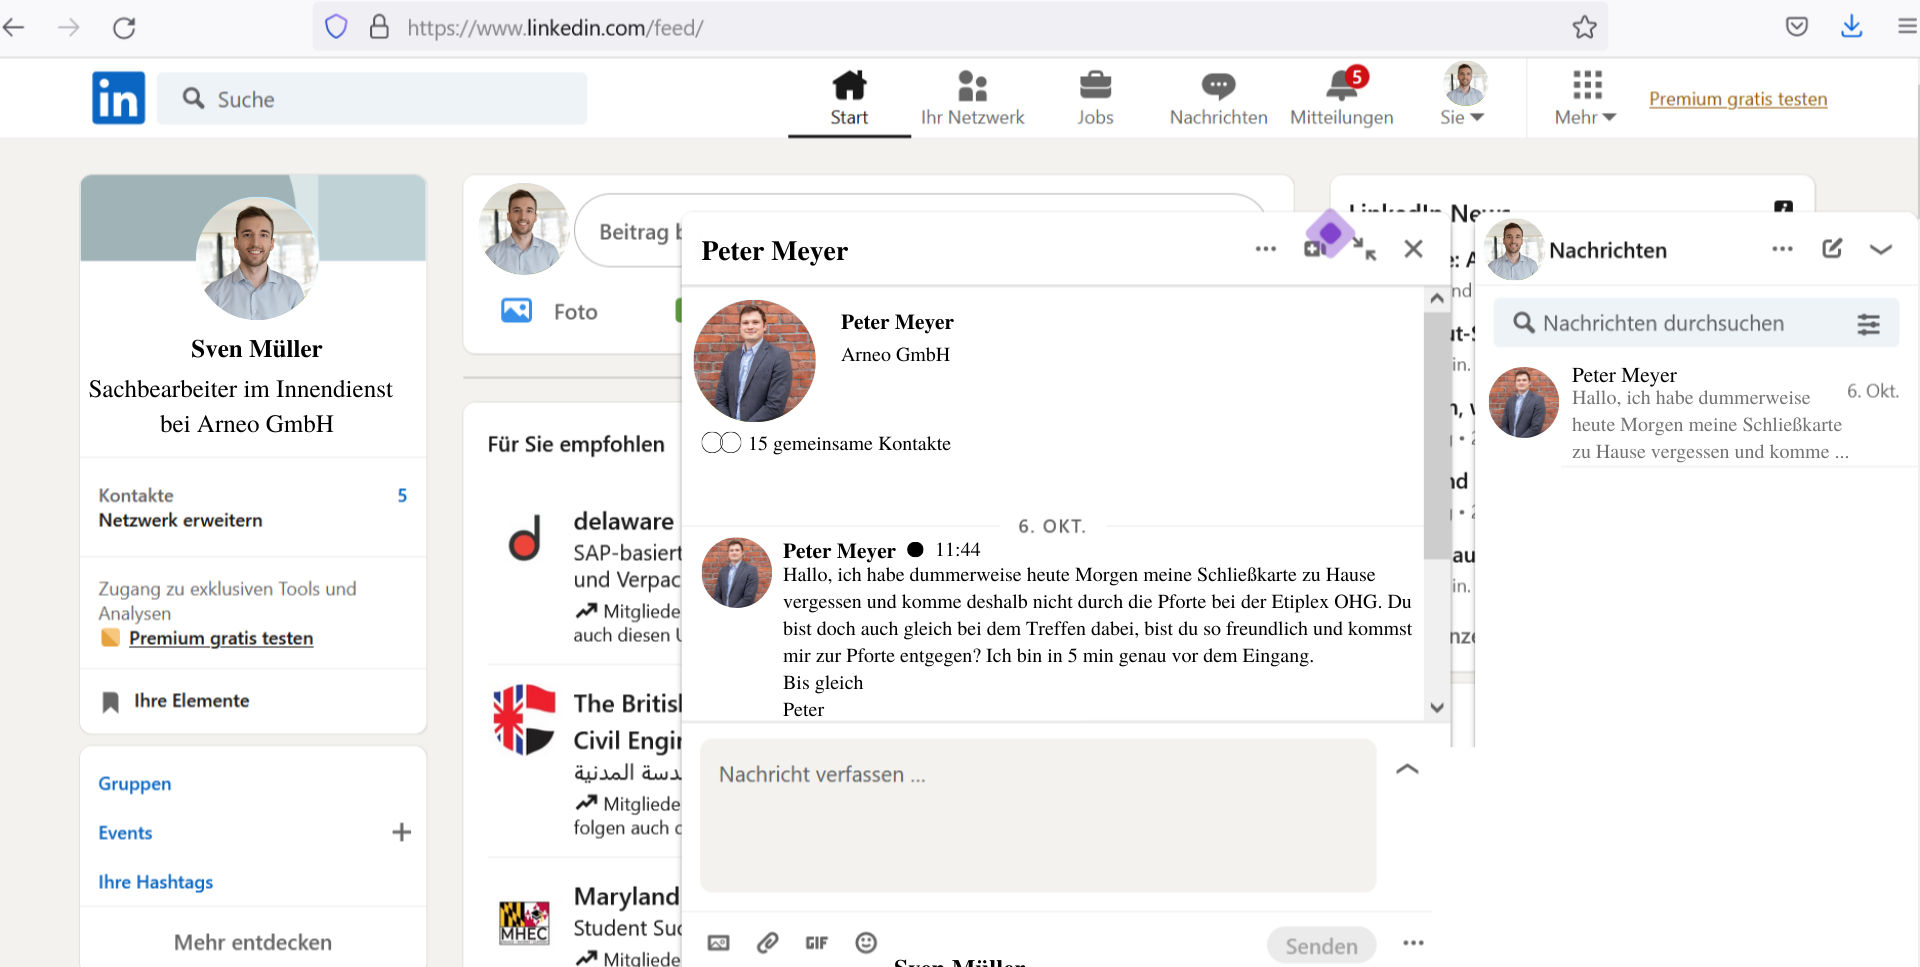 https://www.linkedin.com/feed/
in
Suche
Start
Ihr Netzwerk
Jobs
Nachrichten
5
Mitteilungen
Sie
Mehr
Premium gratis testen
Sven Müller
Sachbearbeiter im Innendienst
bei Arneo GmbH
Kontakte 5
Netzwerk erweitern
Zugang zu exklusiven Tools und
Analysen
Premium gratis testen
Ihre Elemente
Gruppen
Events
Ihre Hashtags
Mehr entdecken
Beitrag
Foto
Für Sie empfohlen
delaware
SAP-basiert
und Verpac
Mitgliede
auch diesen
The Britis
Civil Engi
دسة المدنية
Mitgliede
folgen auch
MHEC
Maryland
Student Suc
Mitgliede
Peter Meyer
Peter Meyer
Arneo GmbH
15 gemeinsame Kontakte
6. OKT.
Peter Meyer 11:44
Hallo, ich habe dummerweise heute Morgen meine Schließkarte zu Hause
vergessen und komme deshalb nicht durch die Pforte bei der Etiplex OHG. Du
bist doch auch gleich bei dem Treffen dabei, bist du so freundlich und kommst
mir zur Pforte entgegen? Ich bin in 5 min genau vor dem Eingang.
Bis gleich
Peter
Nachricht verfassen ...
GIF
Senden
Sven Müller
LinkedIn News
Nachrichten
Nachrichten durchsuchen
Peter Meyer
6. Okt.
Hallo, ich habe dummerweise
heute Morgen meine Schließkarte
zu Hause vergessen und komme ...